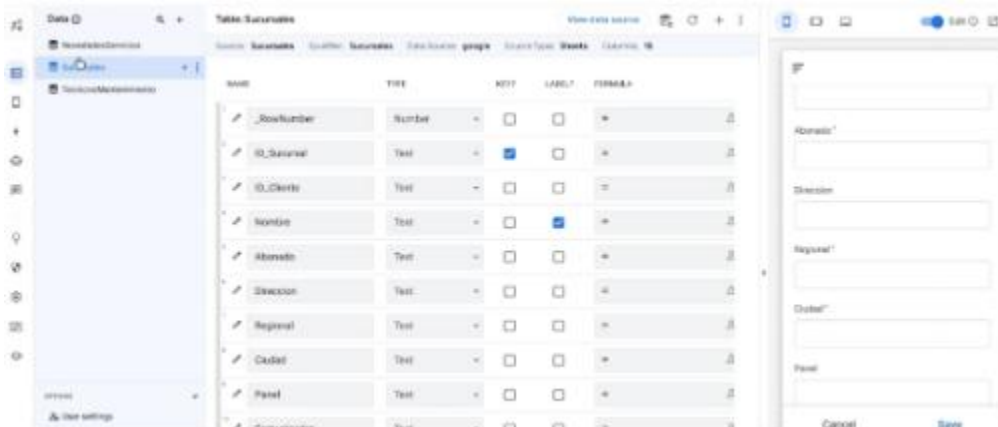 Data
NovedadesServicios
Sucursales
TecnicosMantenimiento
User settings
Table: Sucursales
View data source
Source: Sucursales Qualifier: Sucursales Data Source: google Source Type: Sheets Columns: 16
NAME TYPE KEY? LABEL? FORMULA
_RowNumber Number =
ID_Sucursal Text =
ID_Cliente Text =
Nombre Text =
Abonado Text =
Direccion Text =
Regional Text =
Ciudad Text =
Panel Text =
Edit
Abonado*
Direccion
Regional*
Ciudad*
Panel
Cancel Save